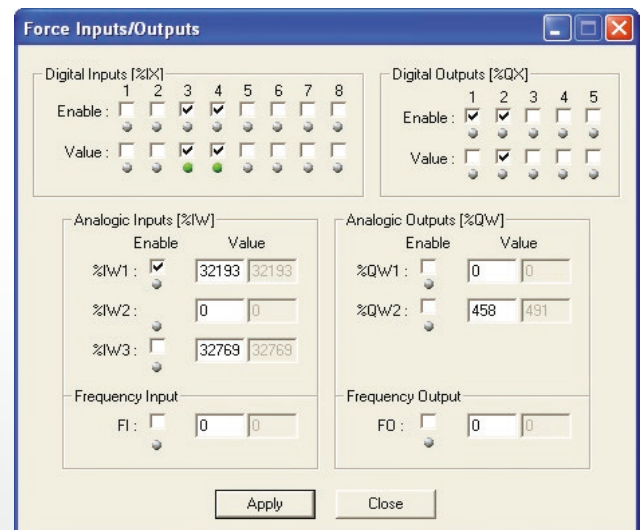 Force Inputs/Outputs
Digital Inputs [%IX]
1 2 3 4 5 6 7 8
Enable :
Value :
Digital Outputs [%QX]
1 2 3 4 5
Enable :
Value :
Analogic Inputs [%IW]
Enable Value
%IW1 : 32193 32193
%IW2 : 0 0
%IW3 : 32769 32769
Frequency Input
FI : 0 0
Analogic Outputs [%QW]
Enable Value
%QW1 : 0 0
%QW2 : 458 491
Frequency Output
FO : 0 0
Apply Close